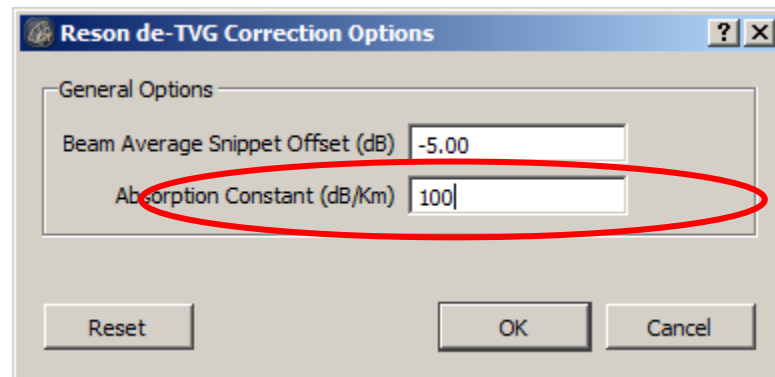 Reson de-TVG Correction Options
General Options
Beam Average Snippet Offset (dB) -5.00
Absorption Constant (dB/Km) 100
Reset OK Cancel